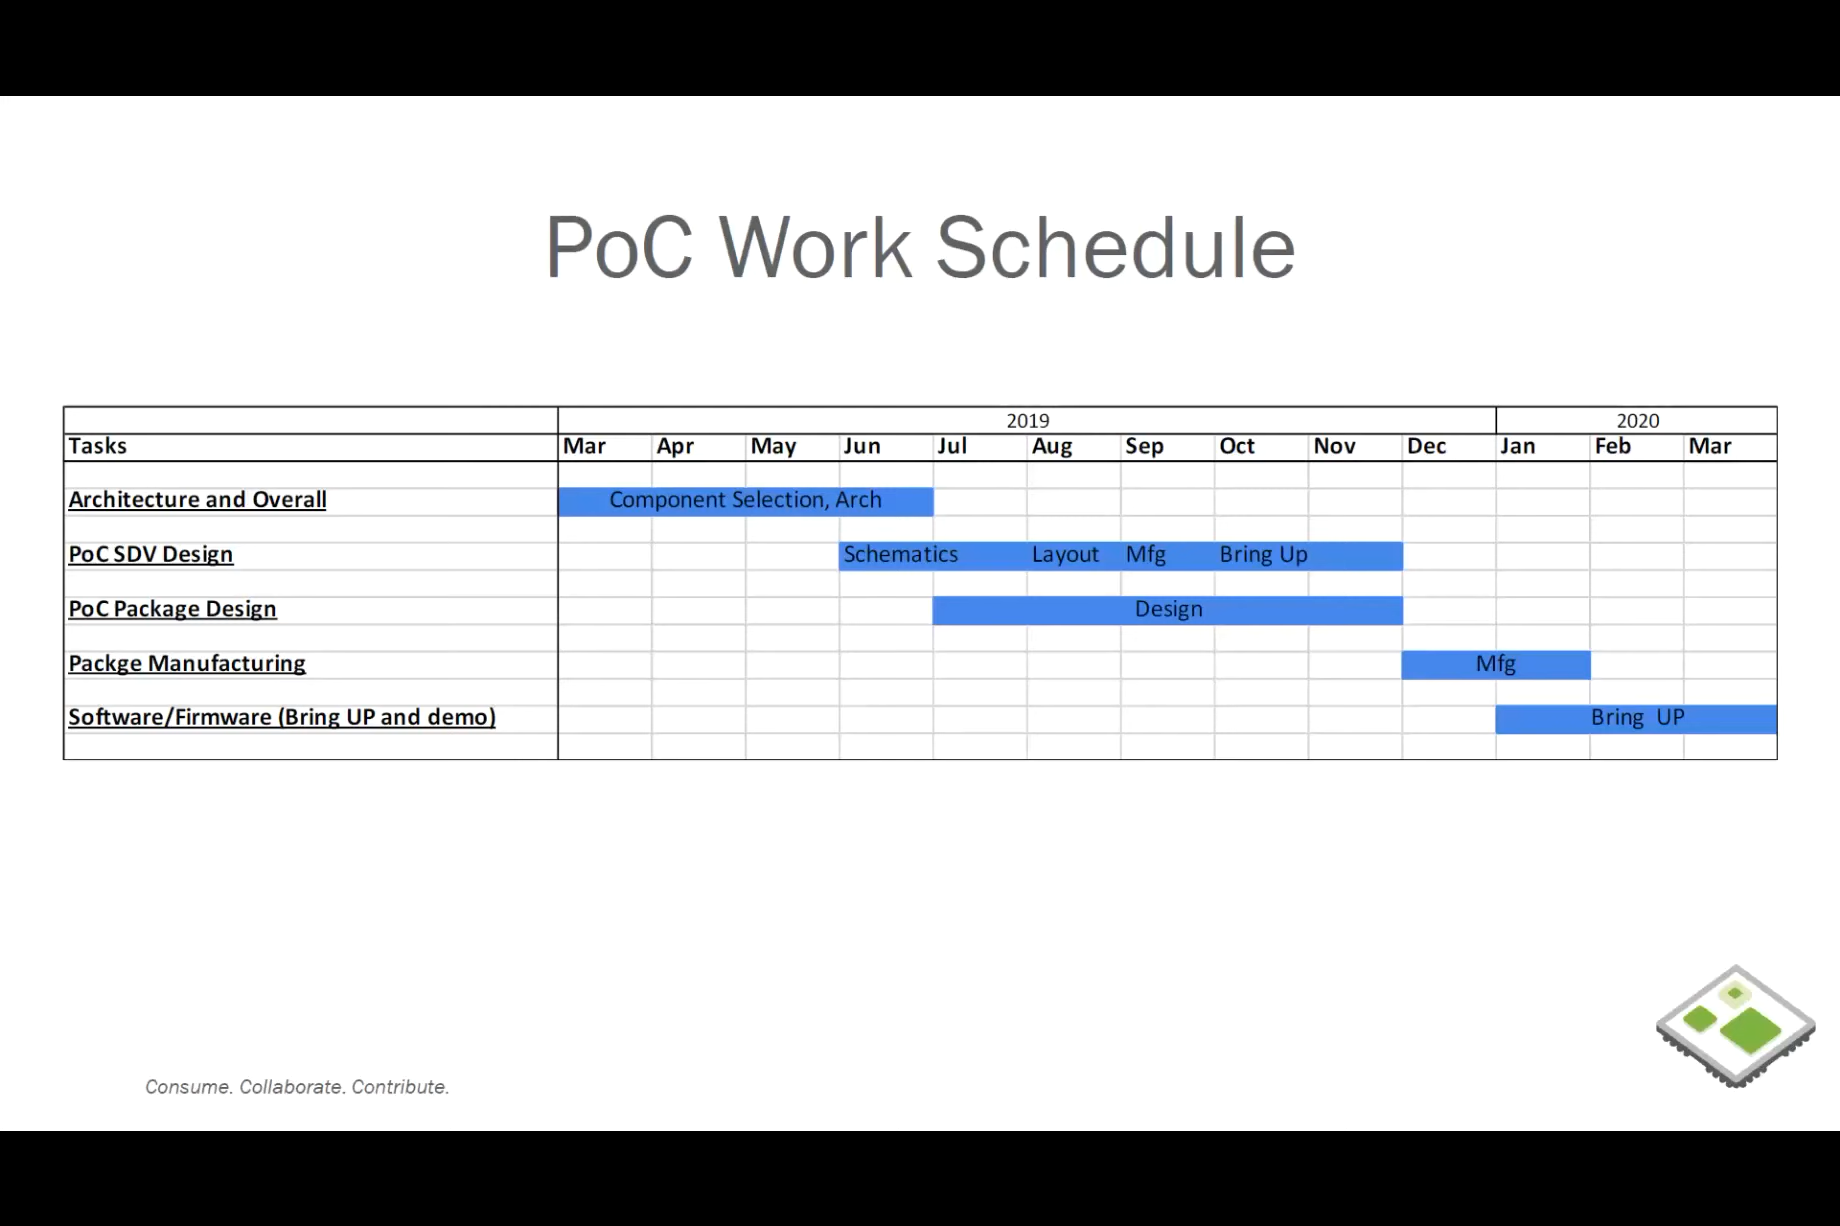 PoC Work Schedule
2019 2020
Tasks Mar Apr May Jun Jul Aug Sep Oct Nov Dec Jan Feb Mar
Architecture and Overall Component Selection, Arch
PoC SDV Design Schematics Layout Mfg Bring Up
PoC Package Design Design
Packge Manufacturing Mfg
Software/Firmware (Bring UP and demo) Bring UP
Consume. Collaborate. Contribute.